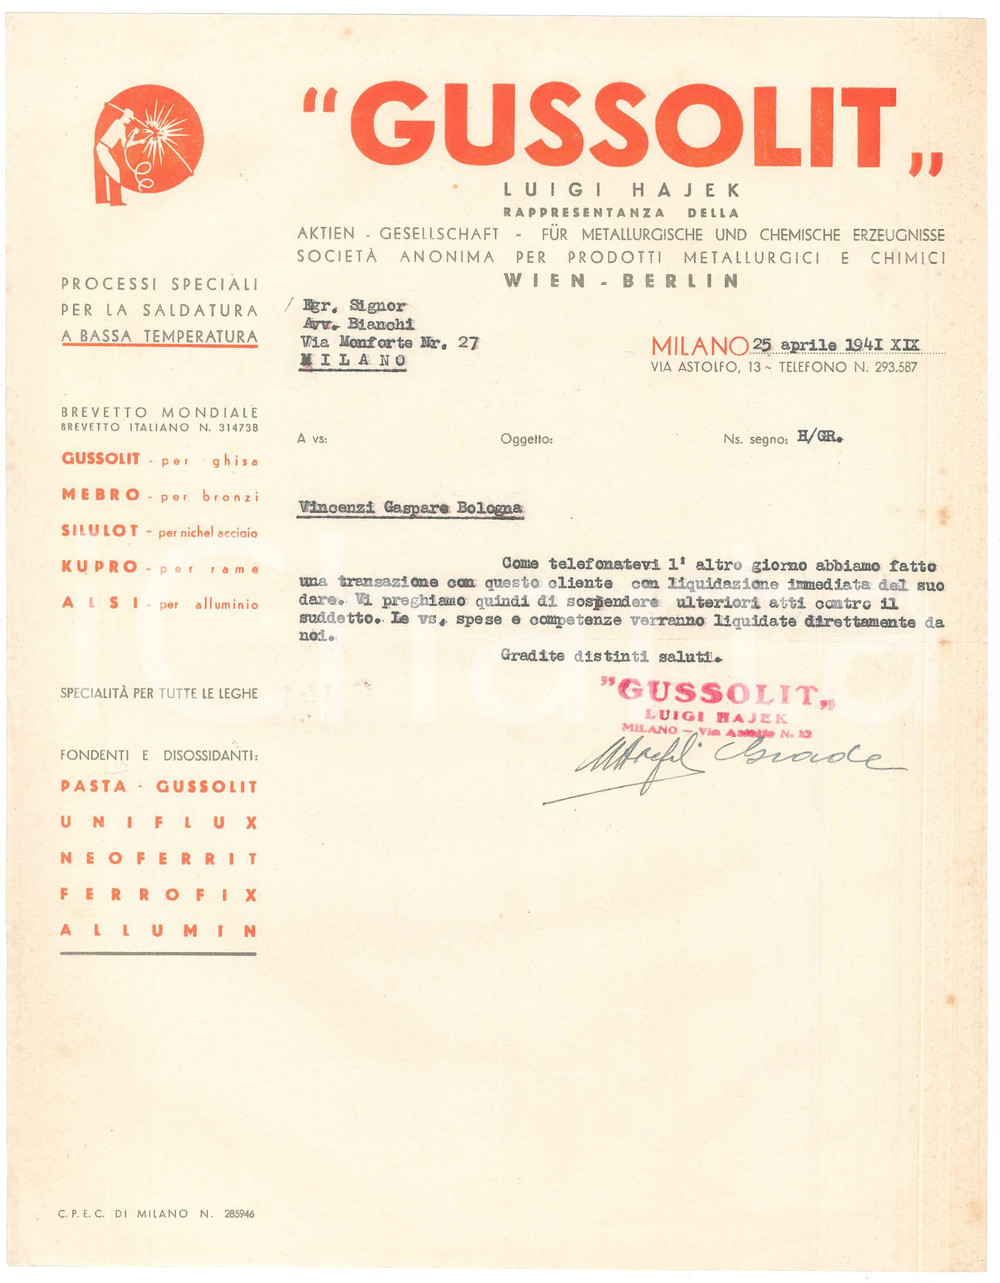 "GUSSOLIT„
LUIGI HAJEK
RAPPRESENTANZA DELLA
AKTIEN - GESELLSCHAFT - FÜR METALLURGISCHE UND CHEMISCHE ERZEUGNISSE
SOCIETÀ ANONIMA PER PRODOTTI METALLURGICI E CHIMICI
WIEN - BERLIN
PROCESSI SPECIALI
PER LA SALDATURA
A BASSA TEMPERATURA
Egr. Signor
Avv. Bianchi
Via Monforte Nr. 27
MILANO
MILANO 25 aprile 1941 XIX
VIA ASTOLFO, 13 ~ TELEFONO N. 293.587
BREVETTO MONDIALE
BREVETTO ITALIANO N. 314738
GUSSOLIT - per ghisa
MEBRO - per bronzi
SILULOT - per nichel acciaio
KUPRO - per rame
ALSI - per alluminio
SPECIALITÀ PER TUTTE LE LEGHE
FONDENTI E DISOSSIDANTI:
PASTA - GUSSOLIT
UNIFLUX
NEOFERRIT
FERROFIX
ALLUMIN
A vs: Oggetto: Ns. segno: H/GR.
Vincenzi Gaspare Bologna
Come telefonatevi l' altro giorno abbiamo fatto
una transazione con questo cliente con liquidazione immediata del suo
dare. Vi preghiamo quindi di sospendere ulteriori atti contro il
suddetto. Le vs. spese e competenze verranno liquidate direttamente da
noi.
Gradite distinti saluti.
"GUSSOLIT„
LUIGI HAJEK
MILANO - Via Astolfo N. 13
C.P.E.C. DI MILANO N. 285946